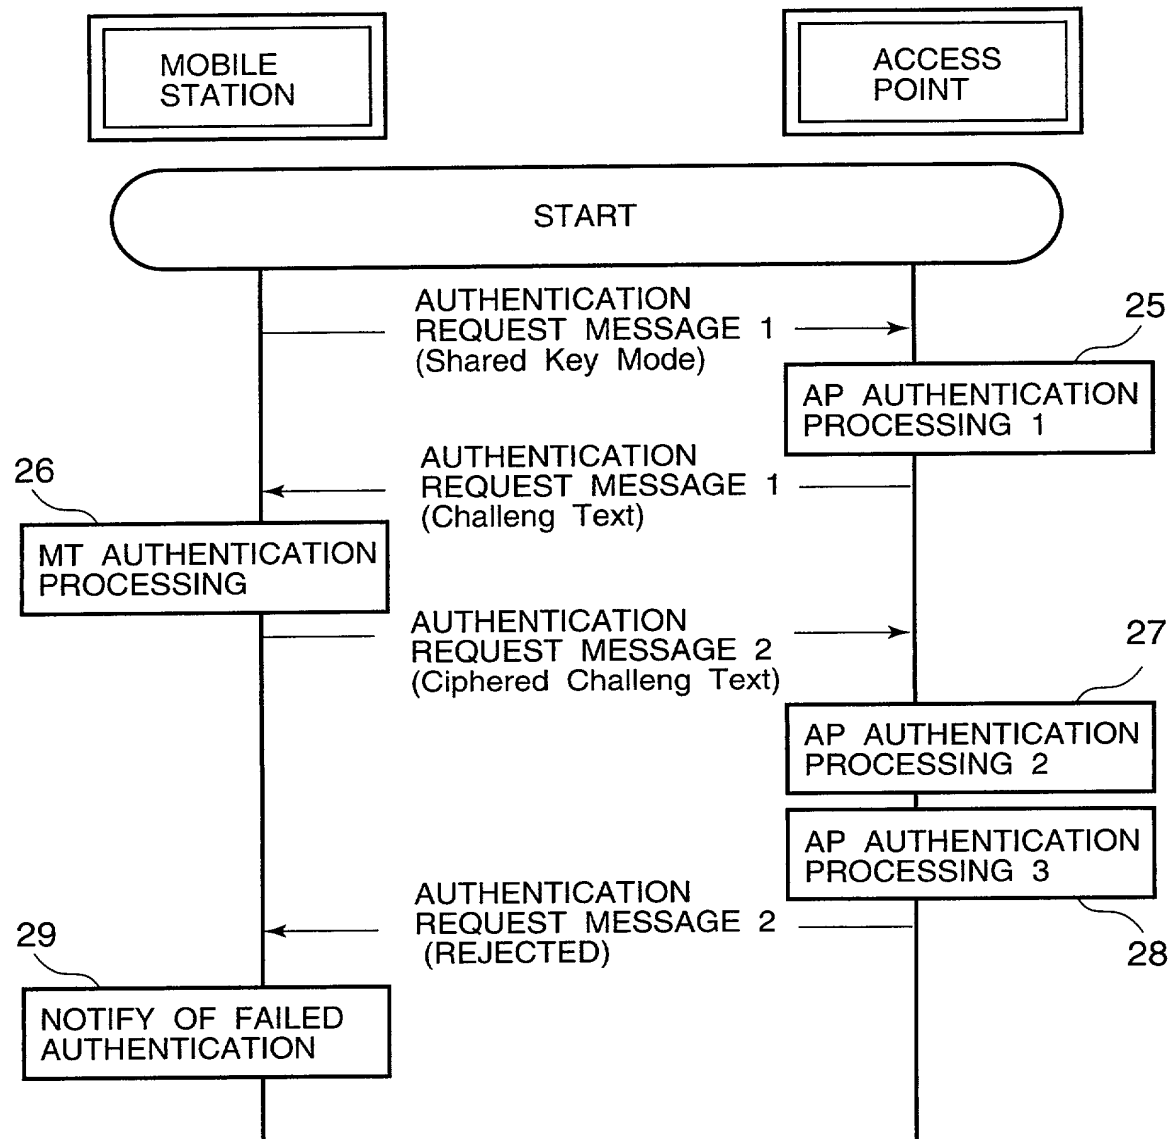 MOBILE
STATION
ACCESS
POINT
START
AUTHENTICATION
REQUEST MESSAGE 1
(Shared Key Mode)
25
AP AUTHENTICATION
PROCESSING 1
AUTHENTICATION
REQUEST MESSAGE 1
(Challeng Text)
26
MT AUTHENTICATION
PROCESSING
AUTHENTICATION
REQUEST MESSAGE 2
(Ciphered Challeng Text)
27
AP AUTHENTICATION
PROCESSING 2
AP AUTHENTICATION
PROCESSING 3
28
AUTHENTICATION
REQUEST MESSAGE 2
(REJECTED)
29
NOTIFY OF FAILED
AUTHENTICATION